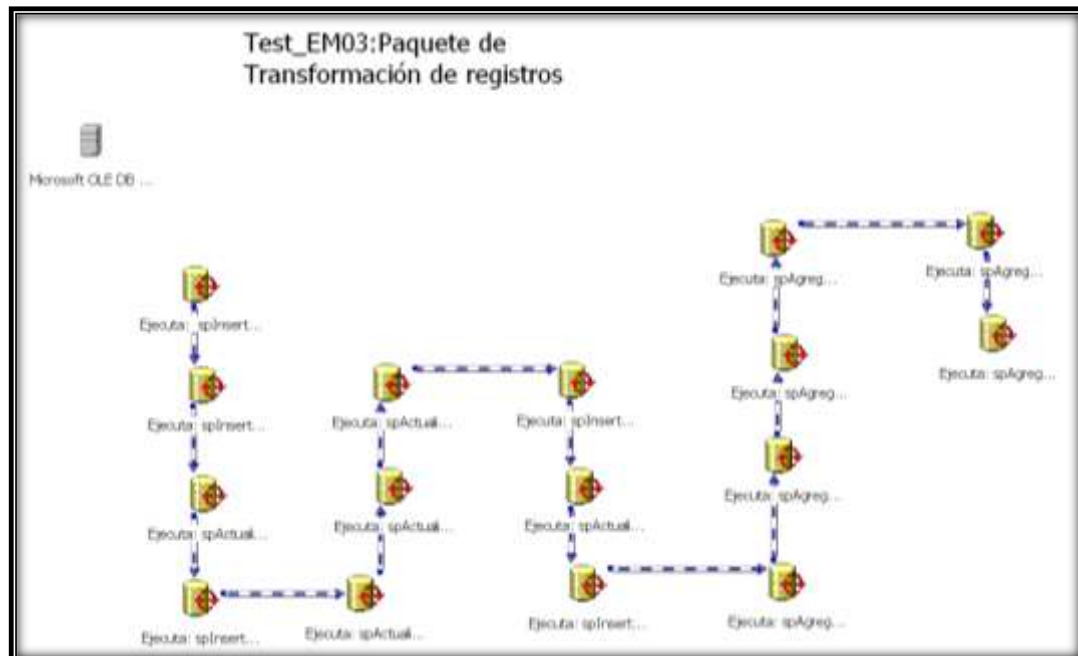 Test_EM03:Paquete de
Transformación de registros
Microsoft OLE DB ...
Ejecuta: spInsert...
Ejecuta: spInsert...
Ejecuta: spActuali...
Ejecuta: spInsert...
Ejecuta: spActuali...
Ejecuta: spActuali...
Ejecuta: spActuali...
Ejecuta: spInsert...
Ejecuta: spActuali...
Ejecuta: spInsert...
Ejecuta: spAgreg...
Ejecuta: spAgreg...
Ejecuta: spAgreg...
Ejecuta: spAgreg...
Ejecuta: spAgreg...
Ejecuta: spAgreg...